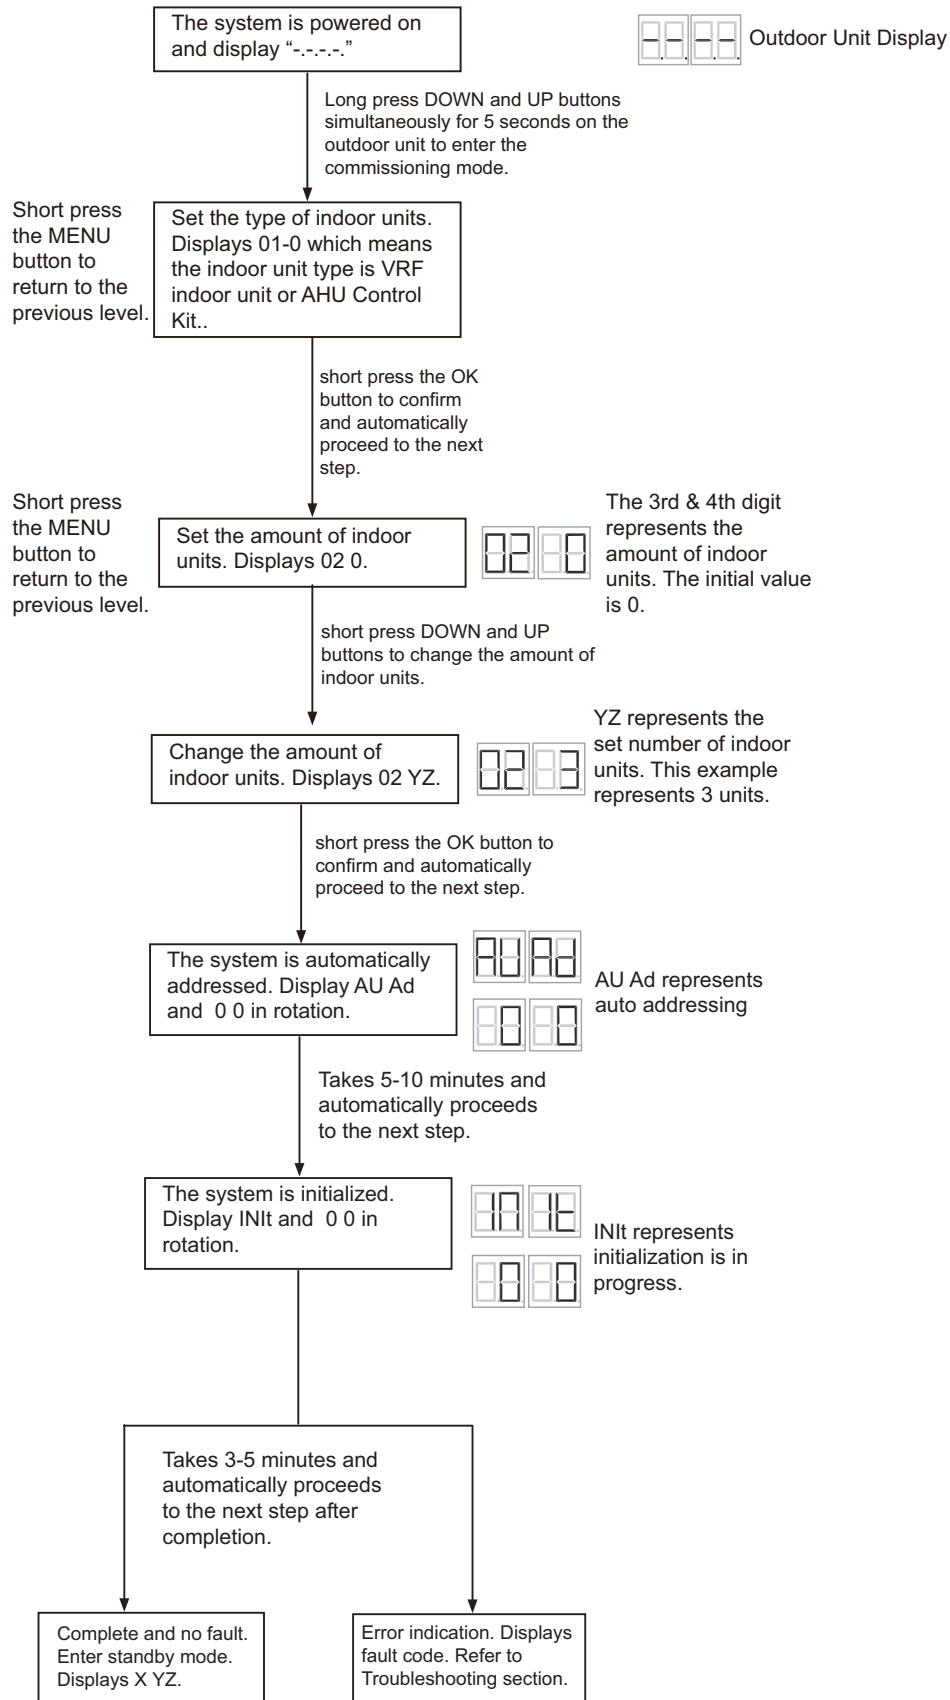 The system is powered on
and display “-.-.-.-.”
-.-.-.-.
Outdoor Unit Display
Long press DOWN and UP buttons
simultaneously for 5 seconds on the
outdoor unit to enter the
commissioning mode.
Short press
the MENU
button to
return to the
previous level.
Set the type of indoor units.
Displays 01-0 which means
the indoor unit type is VRF
indoor unit or AHU Control
Kit..
short press the OK
button to confirm
and automatically
proceed to the next
step.
Short press
the MENU
button to
return to the
previous level.
Set the amount of indoor
units. Displays 02 0.
02 0
The 3rd & 4th digit
represents the
amount of indoor
units. The initial value
is 0.
short press DOWN and UP
buttons to change the amount of
indoor units.
Change the amount of
indoor units. Displays 02 YZ.
02 3
YZ represents the
set number of indoor
units. This example
represents 3 units.
short press the OK button to
confirm and automatically
proceed to the next step.
The system is automatically
addressed. Display AU Ad
and 0 0 in rotation.
AU Ad
0 0
AU Ad represents
auto addressing
Takes 5-10 minutes and
automatically proceeds
to the next step.
The system is initialized.
Display INIt and 0 0 in
rotation.
INIt
0 0
INIt represents
initialization is in
progress.
Takes 3-5 minutes and
automatically proceeds
to the next step after
completion.
Complete and no fault.
Enter standby mode.
Displays X YZ.
Error indication. Displays
fault code. Refer to
Troubleshooting section.